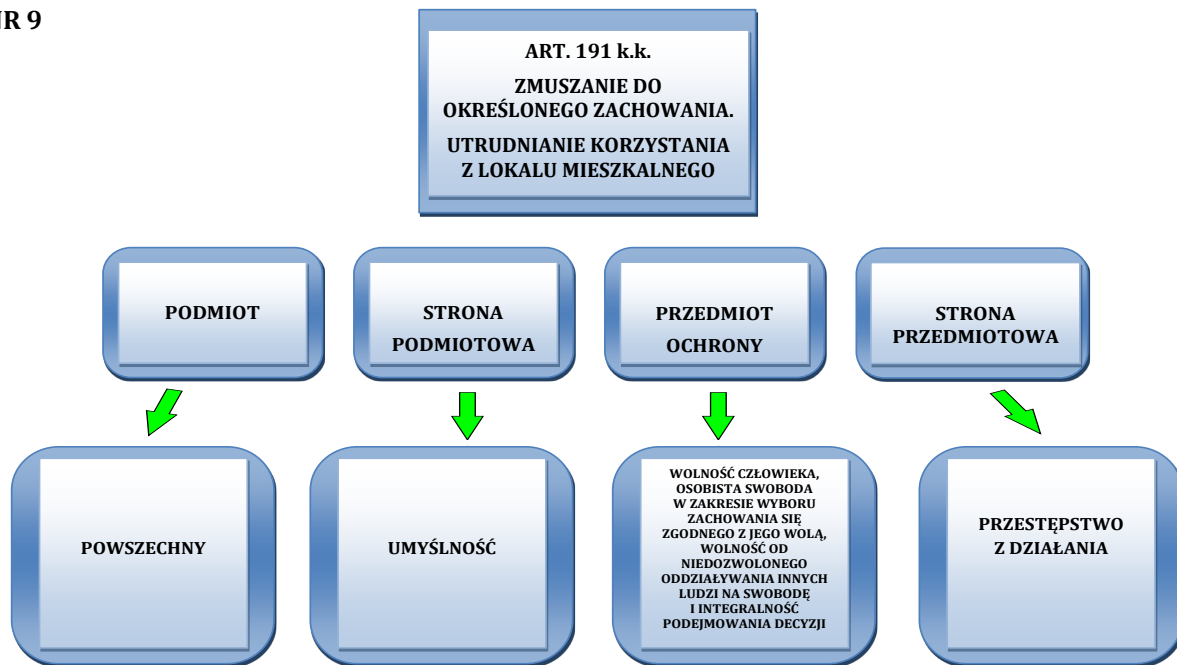 NR 9
ART. 191 k.k.
ZMUSZANIE DO
OKREŚLONEGO ZACHOWANIA.
UTRUDNIANIE KORZYSTANIA
Z LOKALU MIESZKALNEGO
PODMIOT
STRONA
PODMIOTOWA
PRZEDMIOT
OCHRONY
STRONA
PRZEDMIOTOWA
POWSZECHNY
UMYŚLNOŚĆ
WOLNOŚĆ CZŁOWIEKA,
OSOBISTA SWOBODA
W ZAKRESIE WYBORU
ZACHOWANIA SIĘ
ZGODNEGO Z JEGO WOLĄ,
WOLNOŚĆ OD
NIEDOZWOLONEGO
ODDZIAŁYWANIA INNYCH
LUDZI NA SWOBODĘ
I INTEGRALNOŚĆ
PODEJMOWANIA DECYZJI
PRZESTĘPSTWO
Z DZIAŁANIA